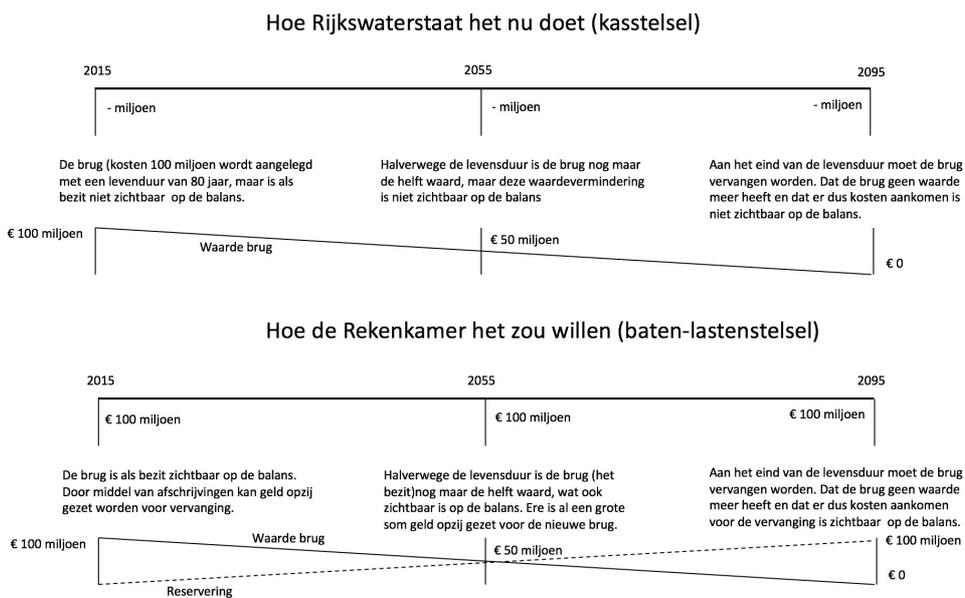 Hoe Rijkswaterstaat het nu doet (kasstelsel)
2015
2055
2095
- miljoen
- miljoen
- miljoen
De brug (kosten 100 miljoen wordt aangelegd
met een levenduur van 80 jaar, maar is als
bezit niet zichtbaar op de balans.
Halverwege de levensduur is de brug nog maar
de helft waard, maar deze waardevermindering
is niet zichtbaar op de balans
Aan het eind van de levensduur moet de brug
vervangen worden. Dat de brug geen waarde
meer heeft en dat er dus kosten aankomen is
niet zichtbaar op de balans.
€ 100 miljoen
Waarde brug
€ 50 miljoen
€ 0
Hoe de Rekenkamer het zou willen (baten-lastenstelsel)
2015
2055
2095
€ 100 miljoen
€ 100 miljoen
€ 100 miljoen
De brug is als bezit zichtbaar op de balans.
Door middel van afschrijvingen kan geld opzij
gezet worden voor vervanging.
Halverwege de levensduur is de brug (het
bezit)nog maar de helft waard, wat ook
zichtbaar is op de balans. Ere is al een grote
som geld opzij gezet voor de nieuwe brug.
Aan het eind van de levensduur moet de brug
vervangen worden. Dat de brug geen waarde
meer heeft en dat er dus kosten aankomen
voor de vervanging is zichtbaar op de balans.
€ 100 miljoen
Waarde brug
€ 50 miljoen
€ 100 miljoen
€ 0
Reservering